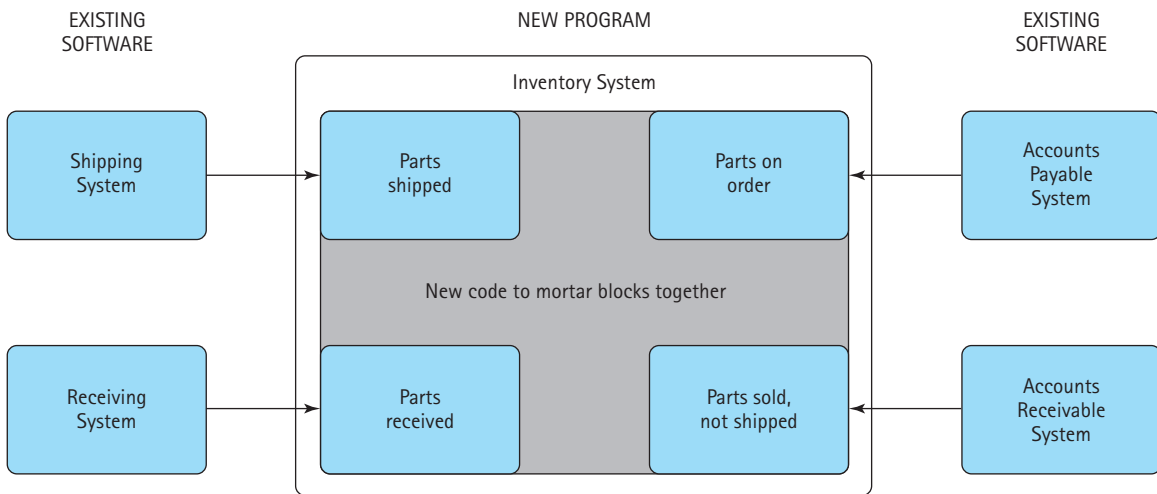 EXISTING
SOFTWARE
NEW PROGRAM
EXISTING
SOFTWARE
Inventory System
Shipping
System
Parts
shipped
Parts on
order
Accounts
Payable
System
New code to mortar blocks together
Receiving
System
Parts
received
Parts sold,
not shipped
Accounts
Receivable
System